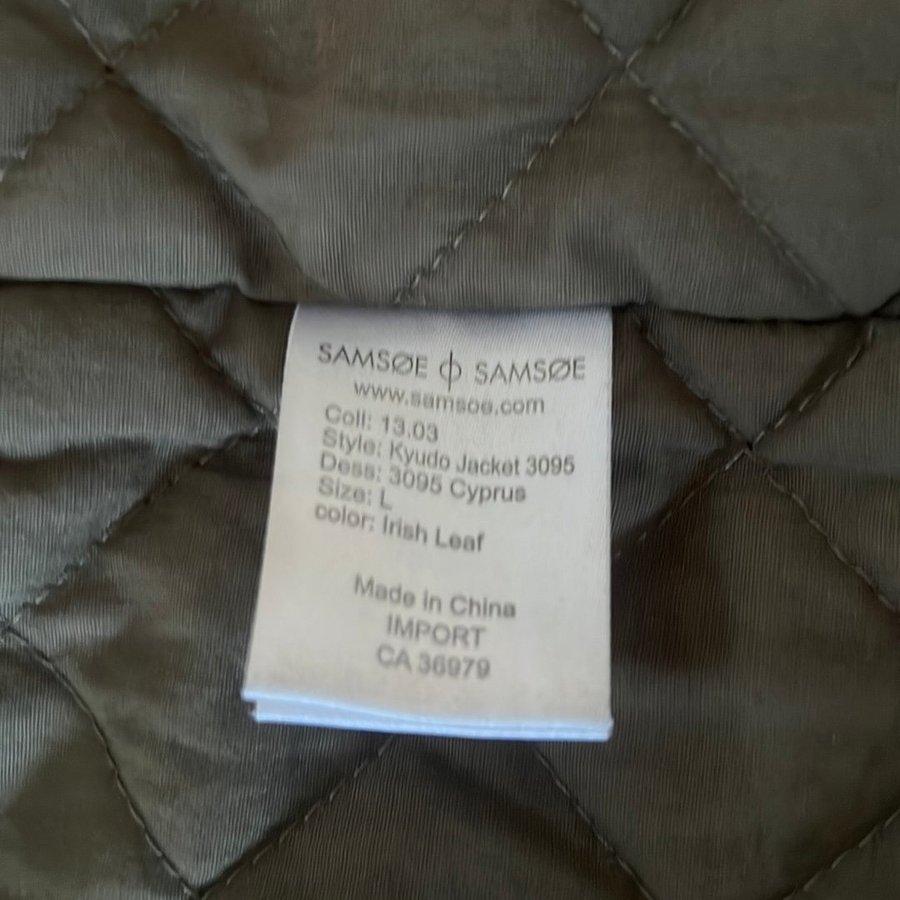 SAMSØE ϕ SAMSØE
www.samsoe.com
Coll: 13.03
Style: Kyudo Jacket 3095
Dess: 3095 Cyprus
Size: L
color: Irish Leaf
Made in China
IMPORT
CA 36979